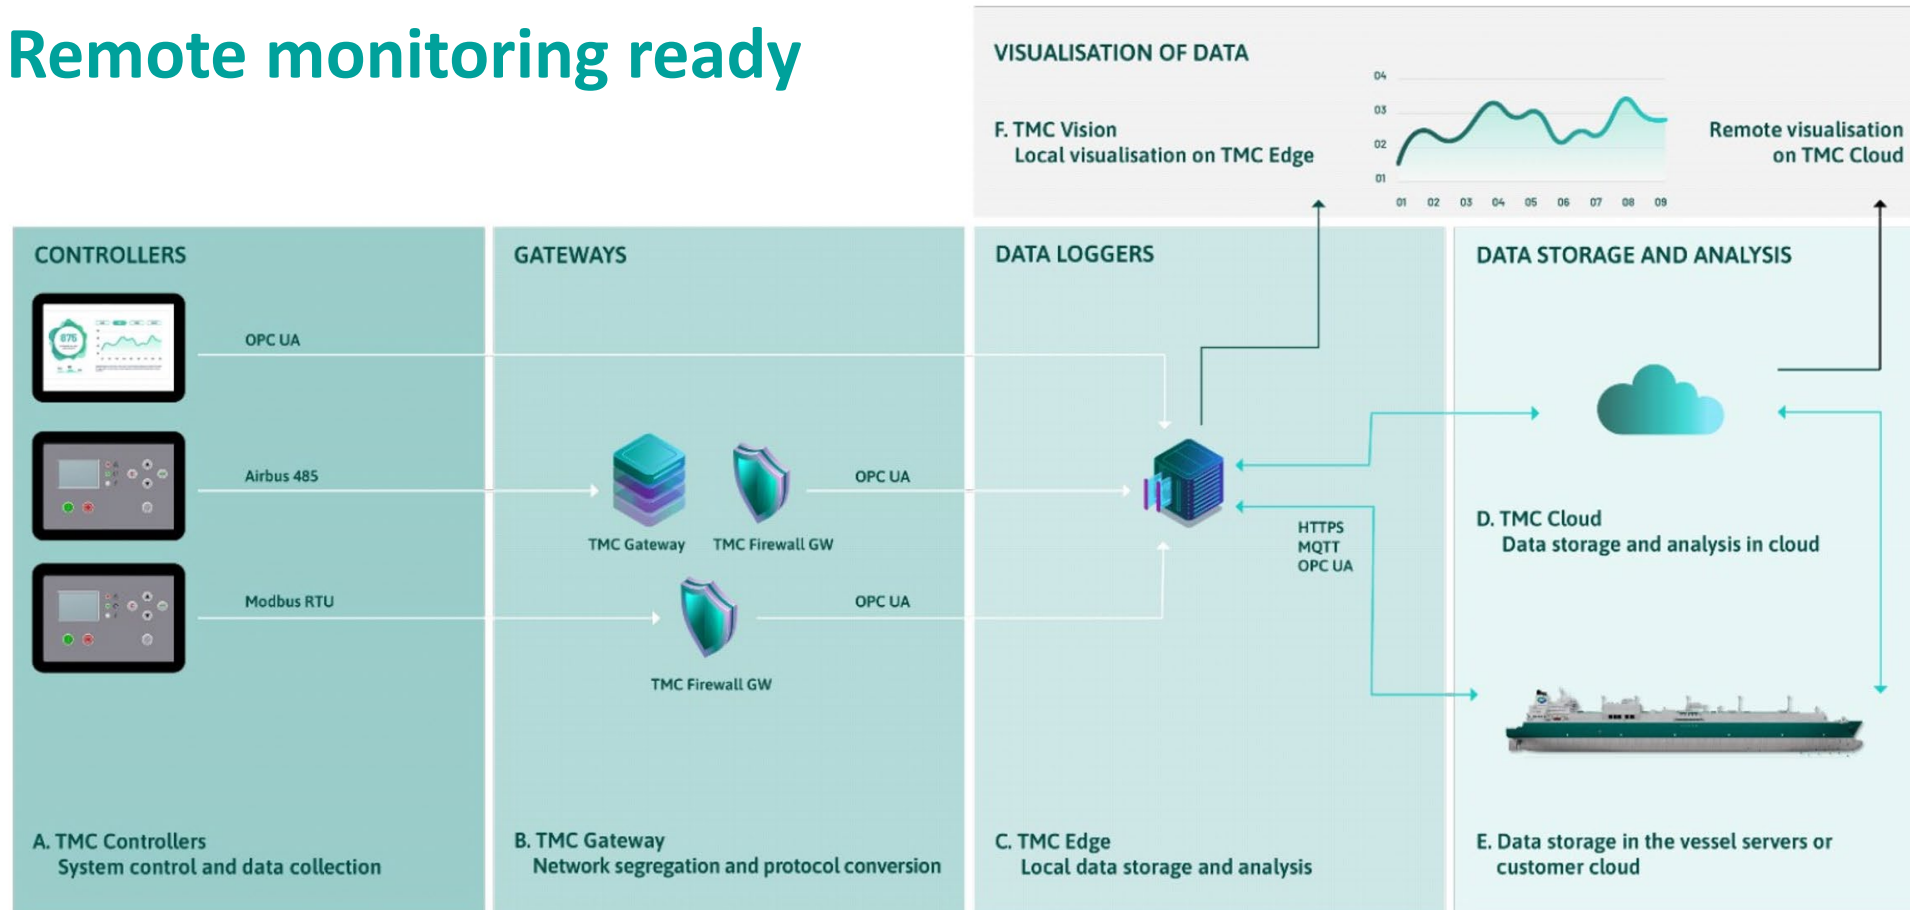 Remote monitoring ready
VISUALISATION OF DATA
F. TMC Vision
Local visualisation on TMC Edge
04
03
02
01
01 02 03 04 05 06 07 08 09
Remote visualisation
on TMC Cloud
CONTROLLERS
875
OPC UA
Airbus 485
Modbus RTU
A. TMC Controllers
System control and data collection
GATEWAYS
TMC Gateway
TMC Firewall GW
OPC UA
TMC Firewall GW
OPC UA
B. TMC Gateway
Network segregation and protocol conversion
DATA LOGGERS
HTTPS
MQTT
OPC UA
C. TMC Edge
Local data storage and analysis
DATA STORAGE AND ANALYSIS
D. TMC Cloud
Data storage and analysis in cloud
E. Data storage in the vessel servers or
customer cloud